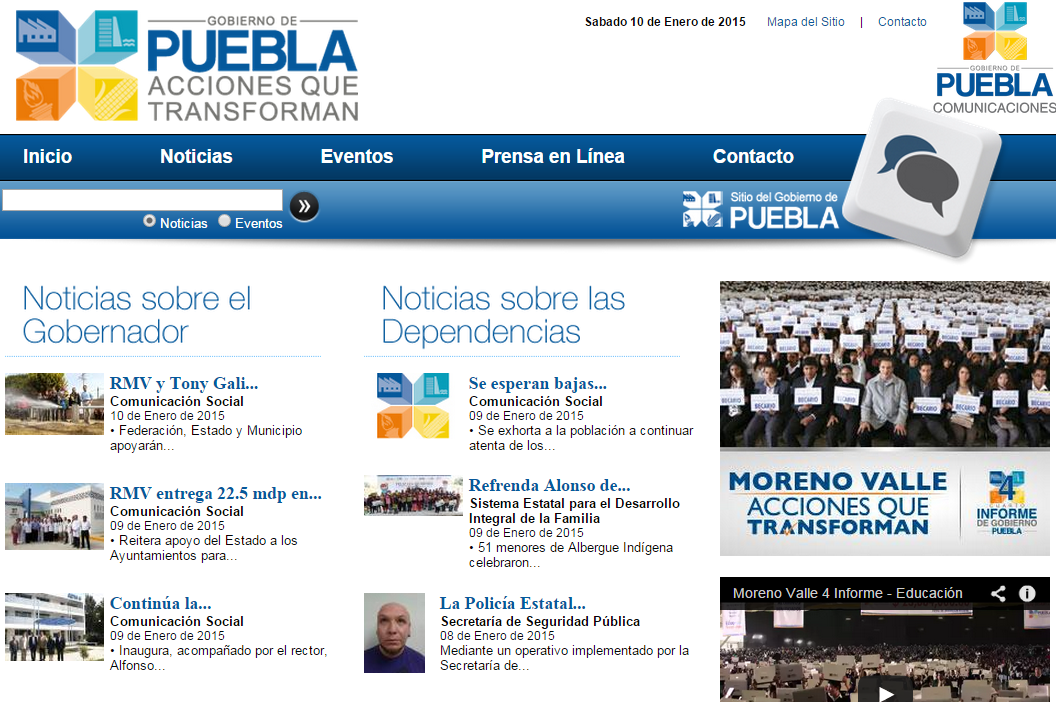 GOBIERNO DE
PUEBLA
ACCIONES QUE
TRANSFORMAN
Sabado 10 de Enero de 2015 Mapa del Sitio | Contacto
GOBIERNO DE
PUEBLA
COMUNICACIONES
Inicio Noticias Eventos Prensa en Línea Contacto
Noticias Eventos
Sitio del Gobierno de
PUEBLA
Noticias sobre el
Gobernador
RMV y Tony Gali...
Comunicación Social
10 de Enero de 2015
• Federación, Estado y Municipio
apoyarán...
RMV entrega 22.5 mdp en...
Comunicación Social
09 de Enero de 2015
• Reitera apoyo del Estado a los
Ayuntamientos para...
Continúa la...
Comunicación Social
09 de Enero de 2015
• Inaugura, acompañado por el rector,
Alfonso...
Noticias sobre las
Dependencias
Se esperan bajas...
Comunicación Social
09 de Enero de 2015
• Se exhorta a la población a continuar
atenta de los...
Refrenda Alonso de...
Sistema Estatal para el Desarrollo
Integral de la Familia
09 de Enero de 2015
• 51 menores de Albergue Indígena
celebraron...
La Policía Estatal...
Secretaría de Seguridad Pública
08 de Enero de 2015
Mediante un operativo implementado por la
Secretaría de...
BECARIO BECARIO BECARIO BECARIO BECARIO
MORENO VALLE
ACCIONES QUE
TRANSFORMAN
4
CUARTO
INFORME
DE GOBIERNO
PUEBLA
Moreno Valle 4 Informe - Educación